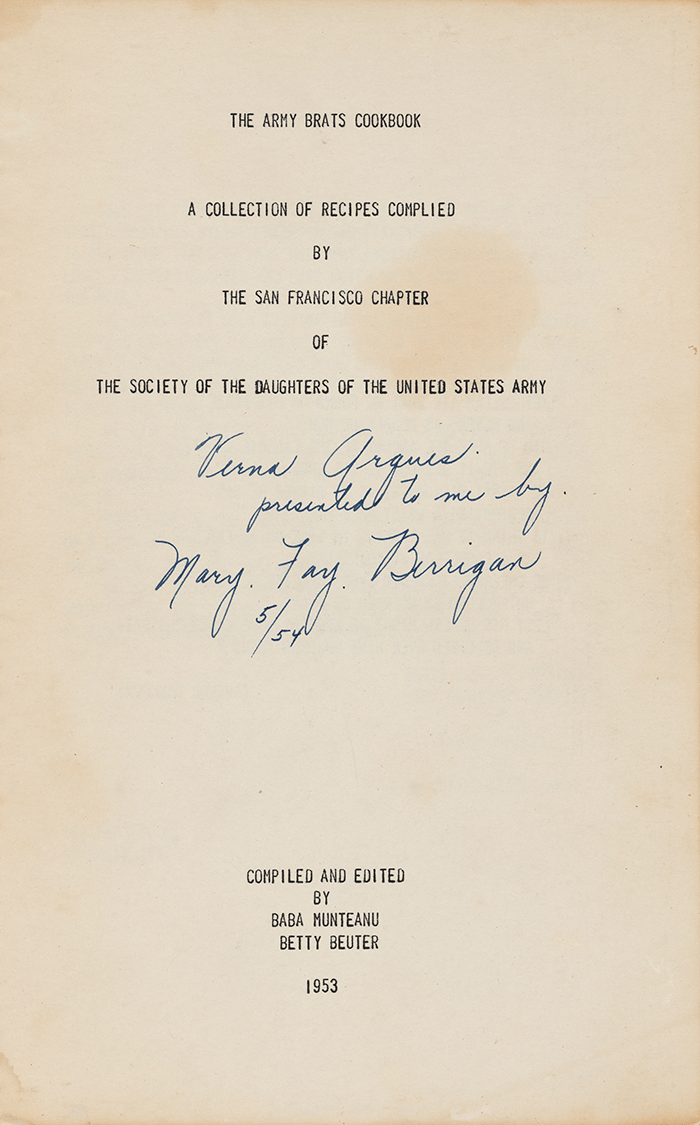 THE ARMY BRATS COOKBOOK
A COLLECTION OF RECIPES COMPLIED
BY
THE SAN FRANCISCO CHAPTER
OF
THE SOCIETY OF THE DAUGHTERS OF THE UNITED STATES ARMY
Verna Argues.
presented to me by.
Mary. Fay. Berrigan
5/54
COMPILED AND EDITED
BY
BABA MUNTEANU
BETTY BEUTER
1953